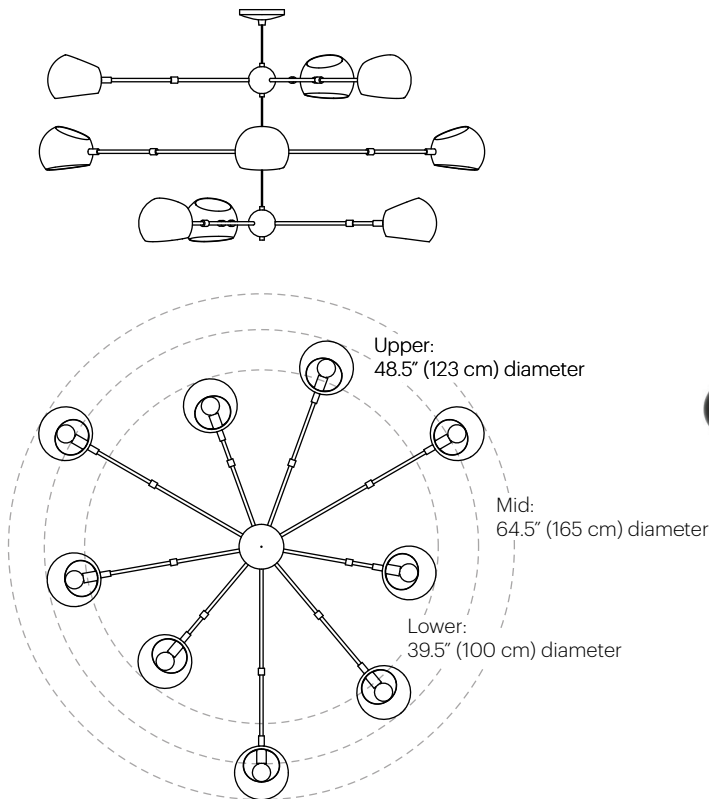 Upper:
48.5” (123 cm) diameter
Mid:
64.5” (165 cm) diameter
Lower:
39.5” (100 cm) diameter